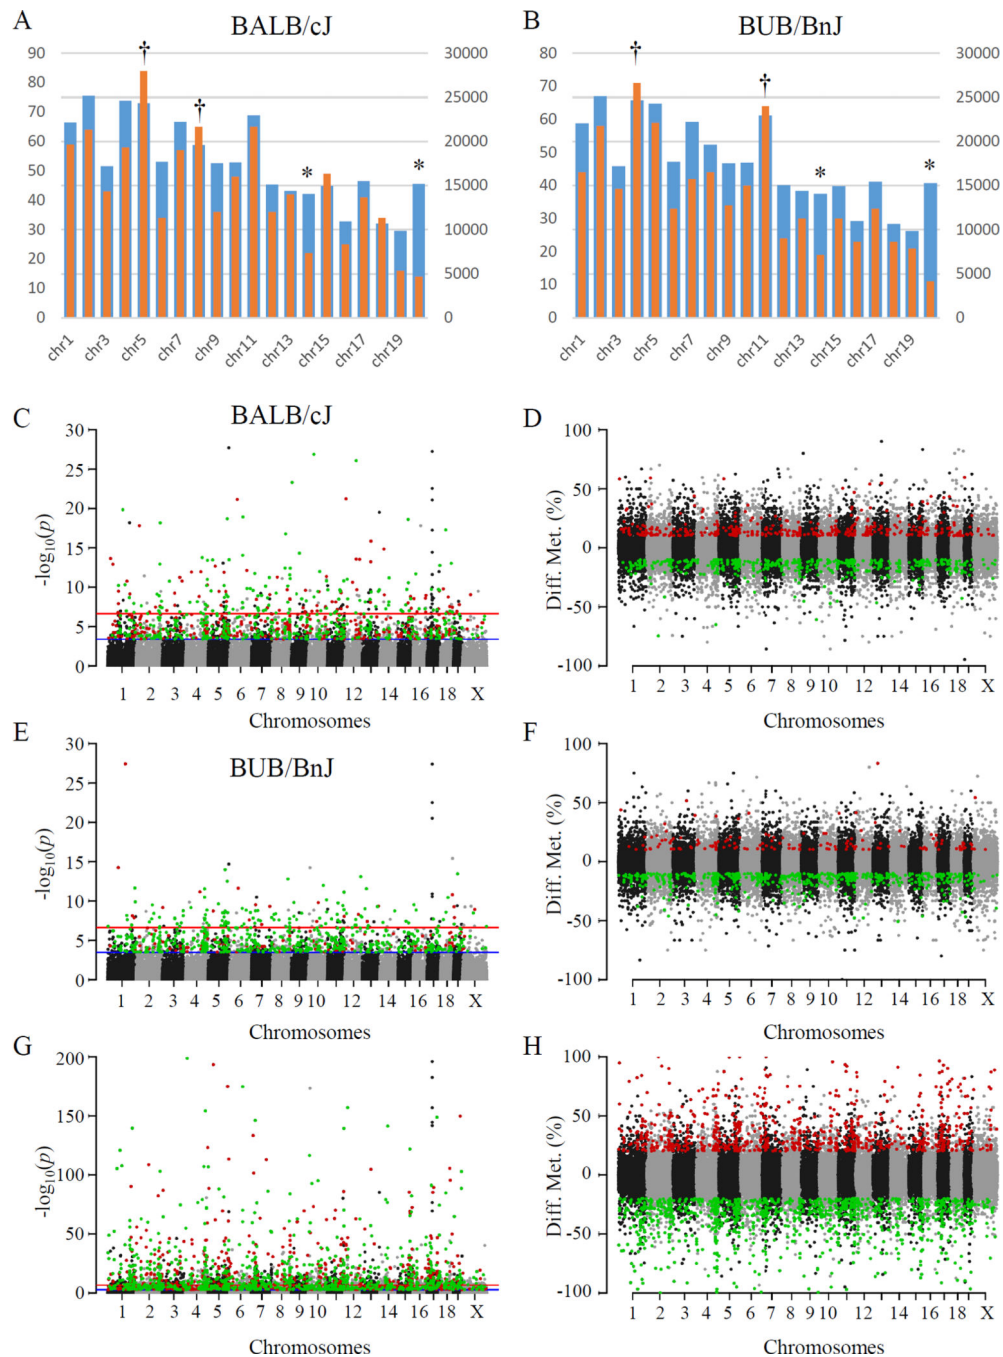 A
BALB/cJ
B
BUB/BnJ
90
80
70
60
50
40
30
20
10
0
†
†
*
*
30000
25000
20000
15000
10000
5000
0
chr1
chr3
chr5
chr7
chr9
chr11
chr13
chr15
chr17
chr19
80
70
60
50
40
30
20
10
0
†
†
*
*
30000
25000
20000
15000
10000
5000
0
chr1
chr3
chr5
chr7
chr9
chr11
chr13
chr15
chr17
chr19
C
BALB/cJ
-log10(p)
30
25
20
15
10
5
0
1 2 3 4 5 6 7 8 9 10 12 14 16 18 X
Chromosomes
D
Diff. Met. (%)
100
50
0
-50
-100
1 2 3 4 5 6 7 8 9 10 12 14 16 18 X
Chromosomes
E
BUB/BnJ
-log10(p)
30
25
20
15
10
5
0
1 2 3 4 5 6 7 8 9 10 12 14 16 18 X
Chromosomes
F
Diff. Met. (%)
100
50
0
-50
-100
1 2 3 4 5 6 7 8 9 10 12 14 16 18 X
Chromosomes
G
-log10(p)
200
150
100
50
0
1 2 3 4 5 6 7 8 9 10 12 14 16 18 X
Chromosomes
H
Diff. Met. (%)
100
50
0
-50
-100
1 2 3 4 5 6 7 8 9 10 12 14 16 18 X
Chromosomes